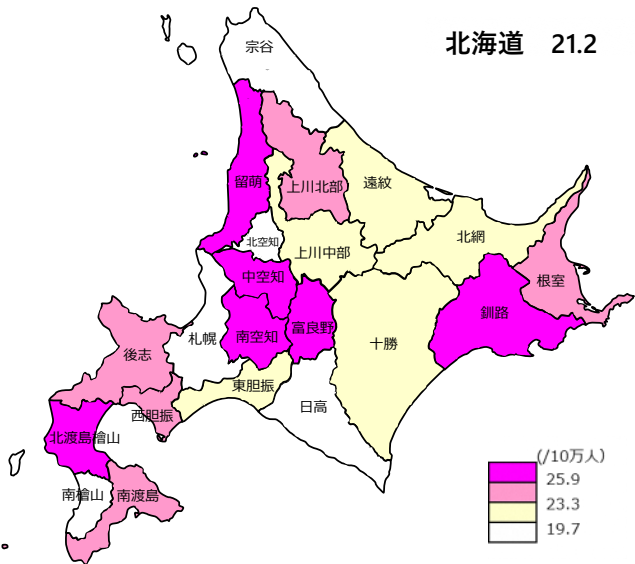 北海道　21.2
宗谷
留萌
上川北部
遠紋
北空知
上川中部
北網
中空知
根室
南空知
富良野
釧路
札幌
十勝
後志
東胆振
西胆振
日高
北渡島檜山
南檜山
南渡島
(/10万人)
25.9
23.3
19.7